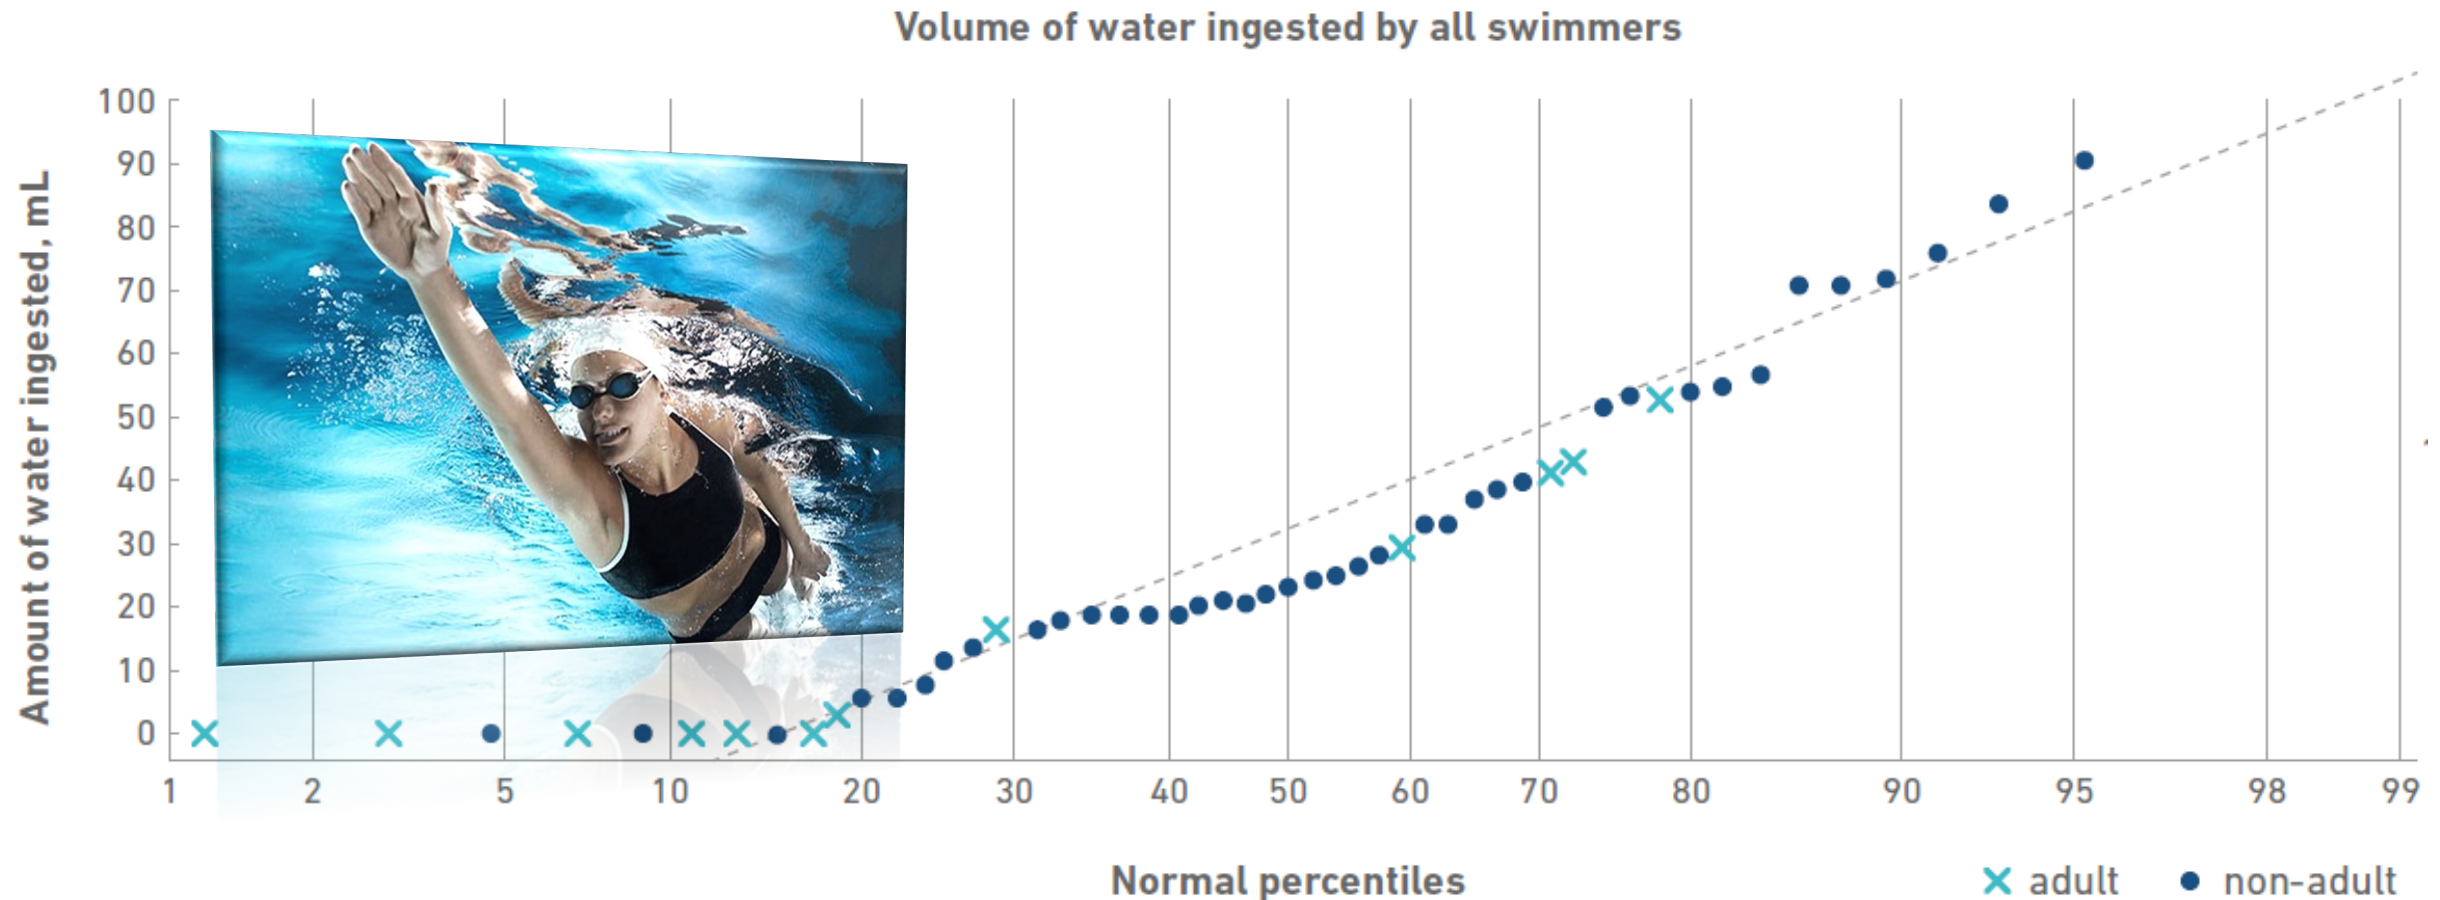 Volume of water ingested by all swimmers
Amount of water ingested, mL
100
90
80
70
60
50
40
30
20
10
0
1 2 5 10 20 30 40 50 60 70 80 90 95 98 99
Normal percentiles
adult non-adult